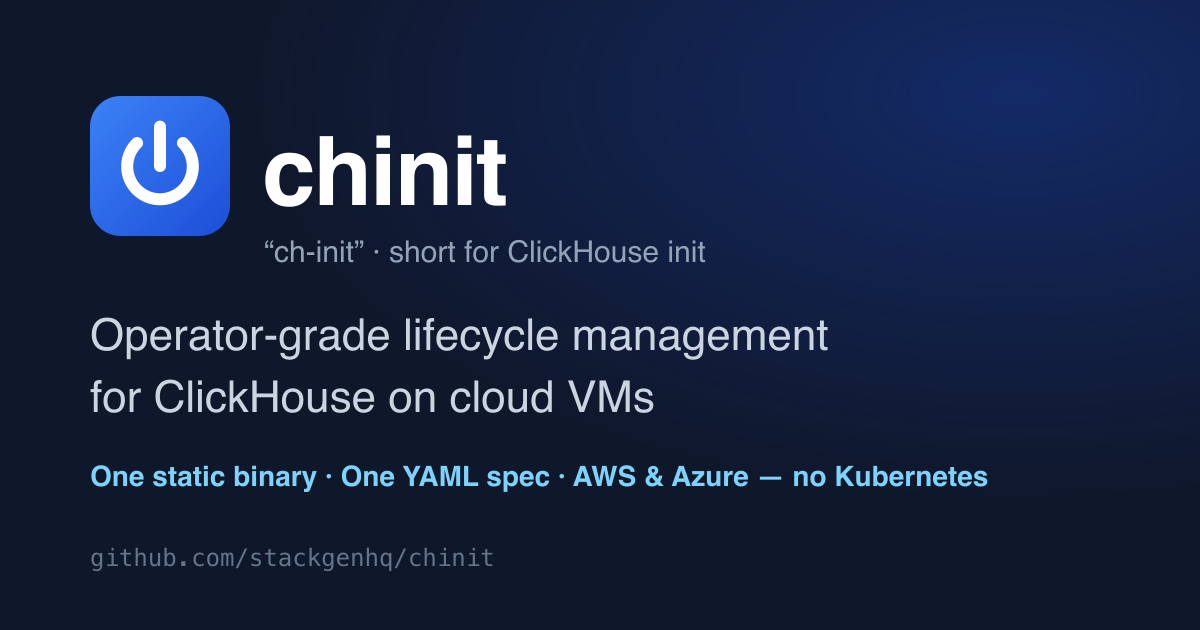 chinit
“ch-init” · short for ClickHouse init
Operator-grade lifecycle management
for ClickHouse on cloud VMs
One static binary · One YAML spec · AWS & Azure — no Kubernetes
github.com/stackgenhq/chinit